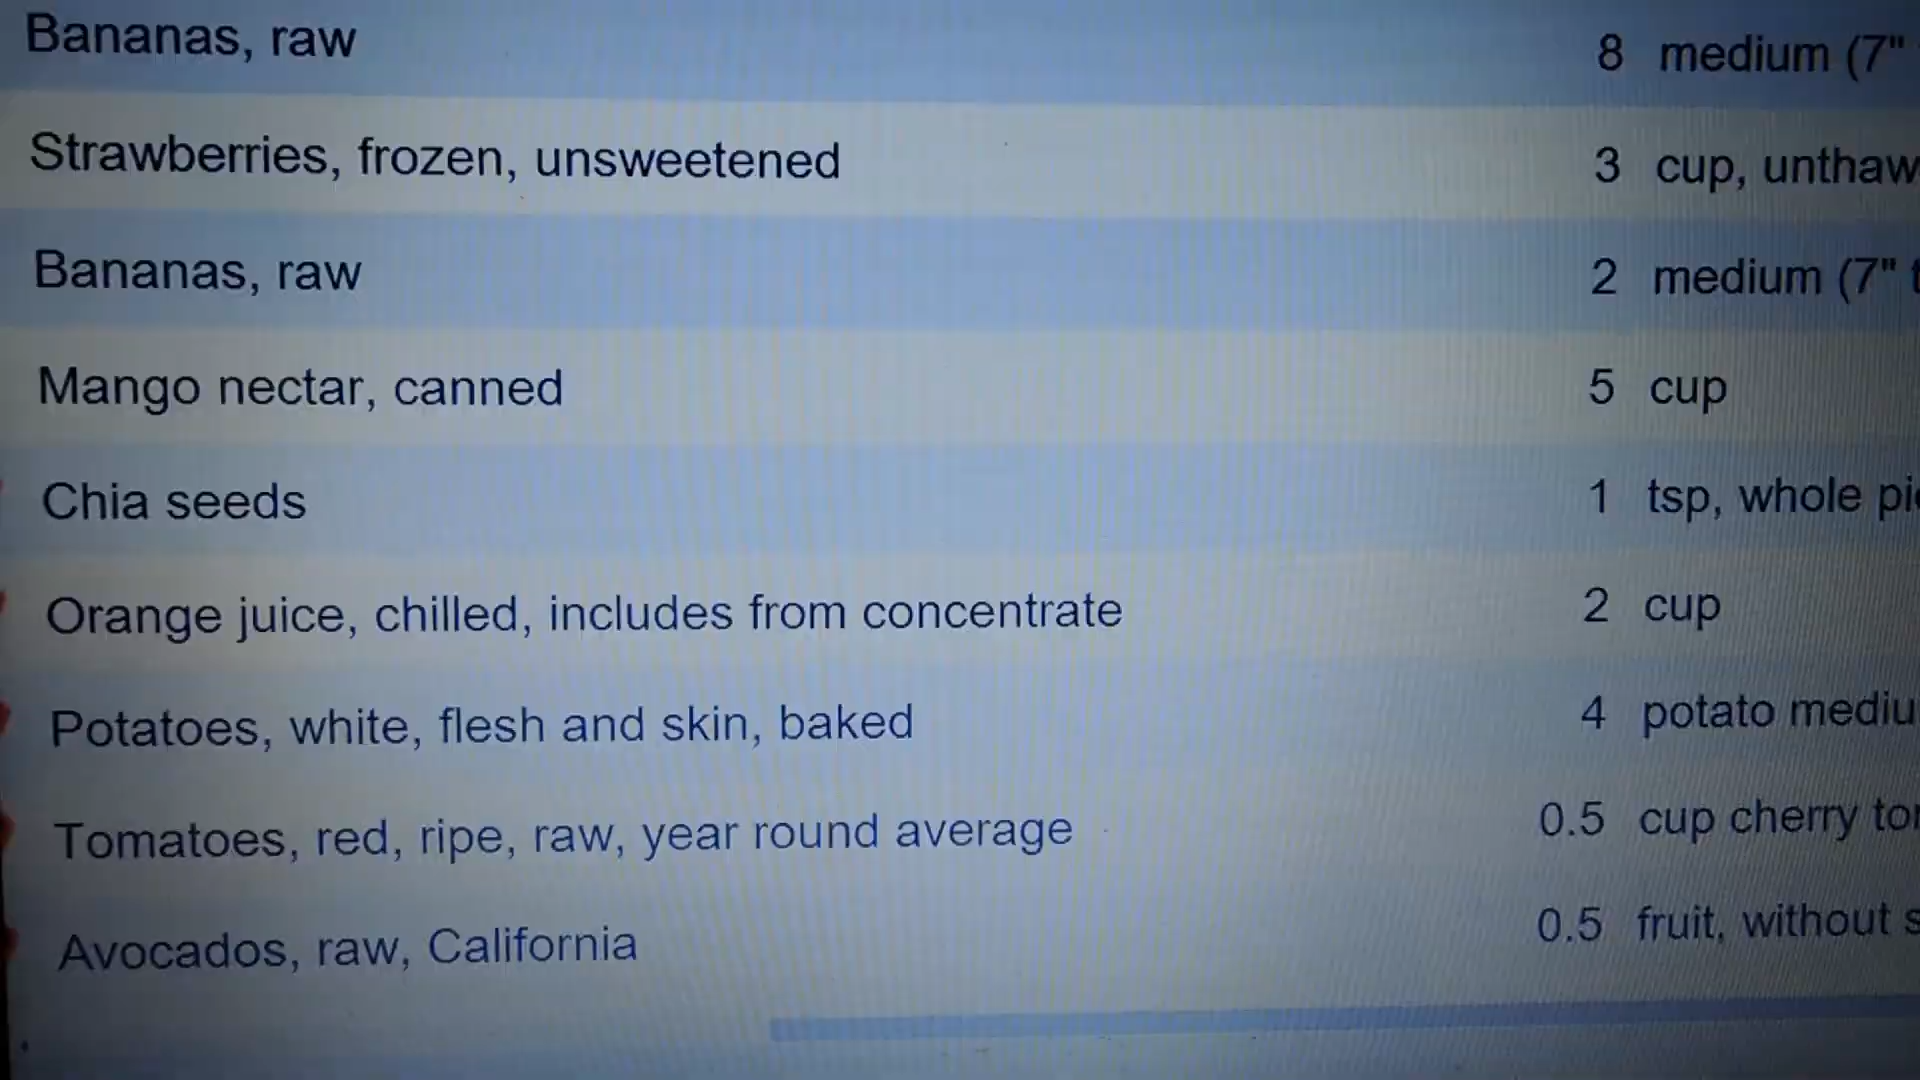 Bananas, raw 8 medium (7"
Strawberries, frozen, unsweetened 3 cup, unthaw
Bananas, raw 2 medium (7" t
Mango nectar, canned 5 cup
Chia seeds 1 tsp, whole pi
Orange juice, chilled, includes from concentrate 2 cup
Potatoes, white, flesh and skin, baked 4 potato mediu
Tomatoes, red, ripe, raw, year round average 0.5 cup cherry to
Avocados, raw, California 0.5 fruit, without s